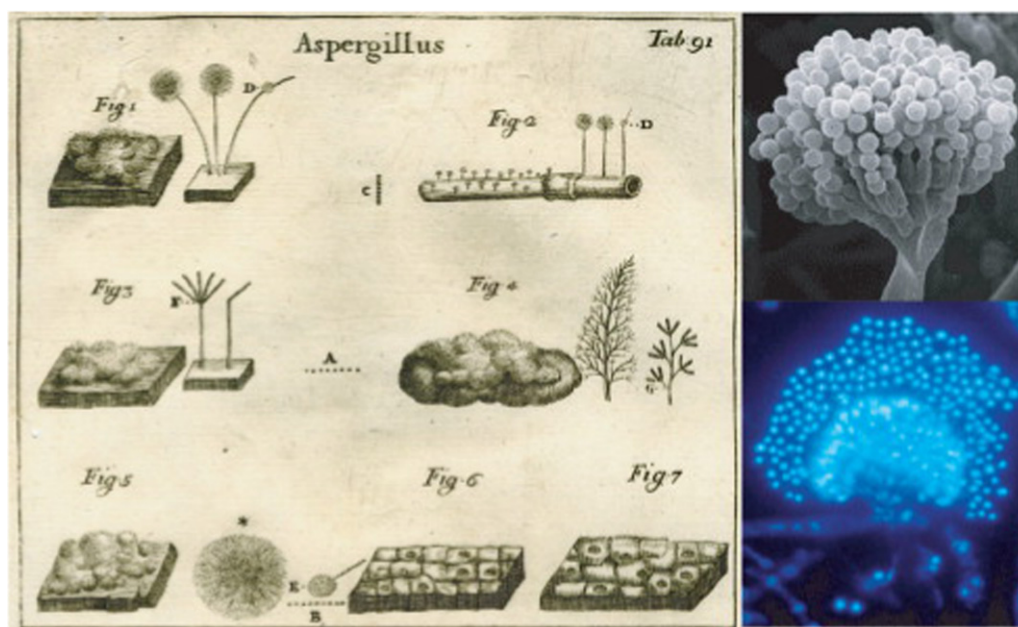 Aspergillus
Tab. 91
Fig. 1
D
Fig. 2
D
C
Fig. 3
F
A
Fig. 4
G
Fig. 5
*
E
B
Fig. 6
Fig. 7